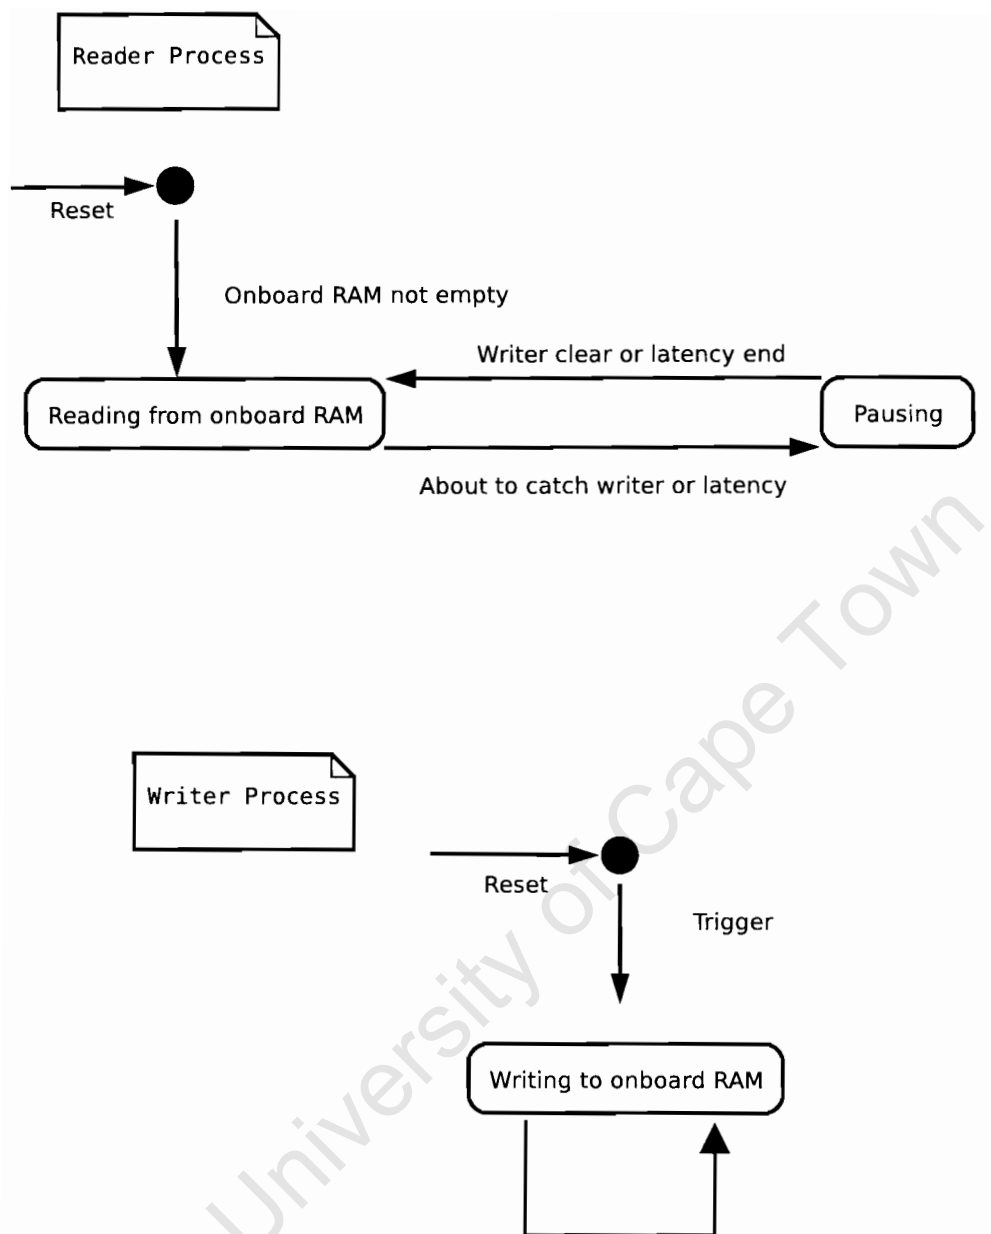 Reader Process
Reset
Onboard RAM not empty
Writer clear or latency end
Reading from onboard RAM
Pausing
About to catch writer or latency
Writer Process
Reset
Trigger
Writing to onboard RAM
University of Cape Town